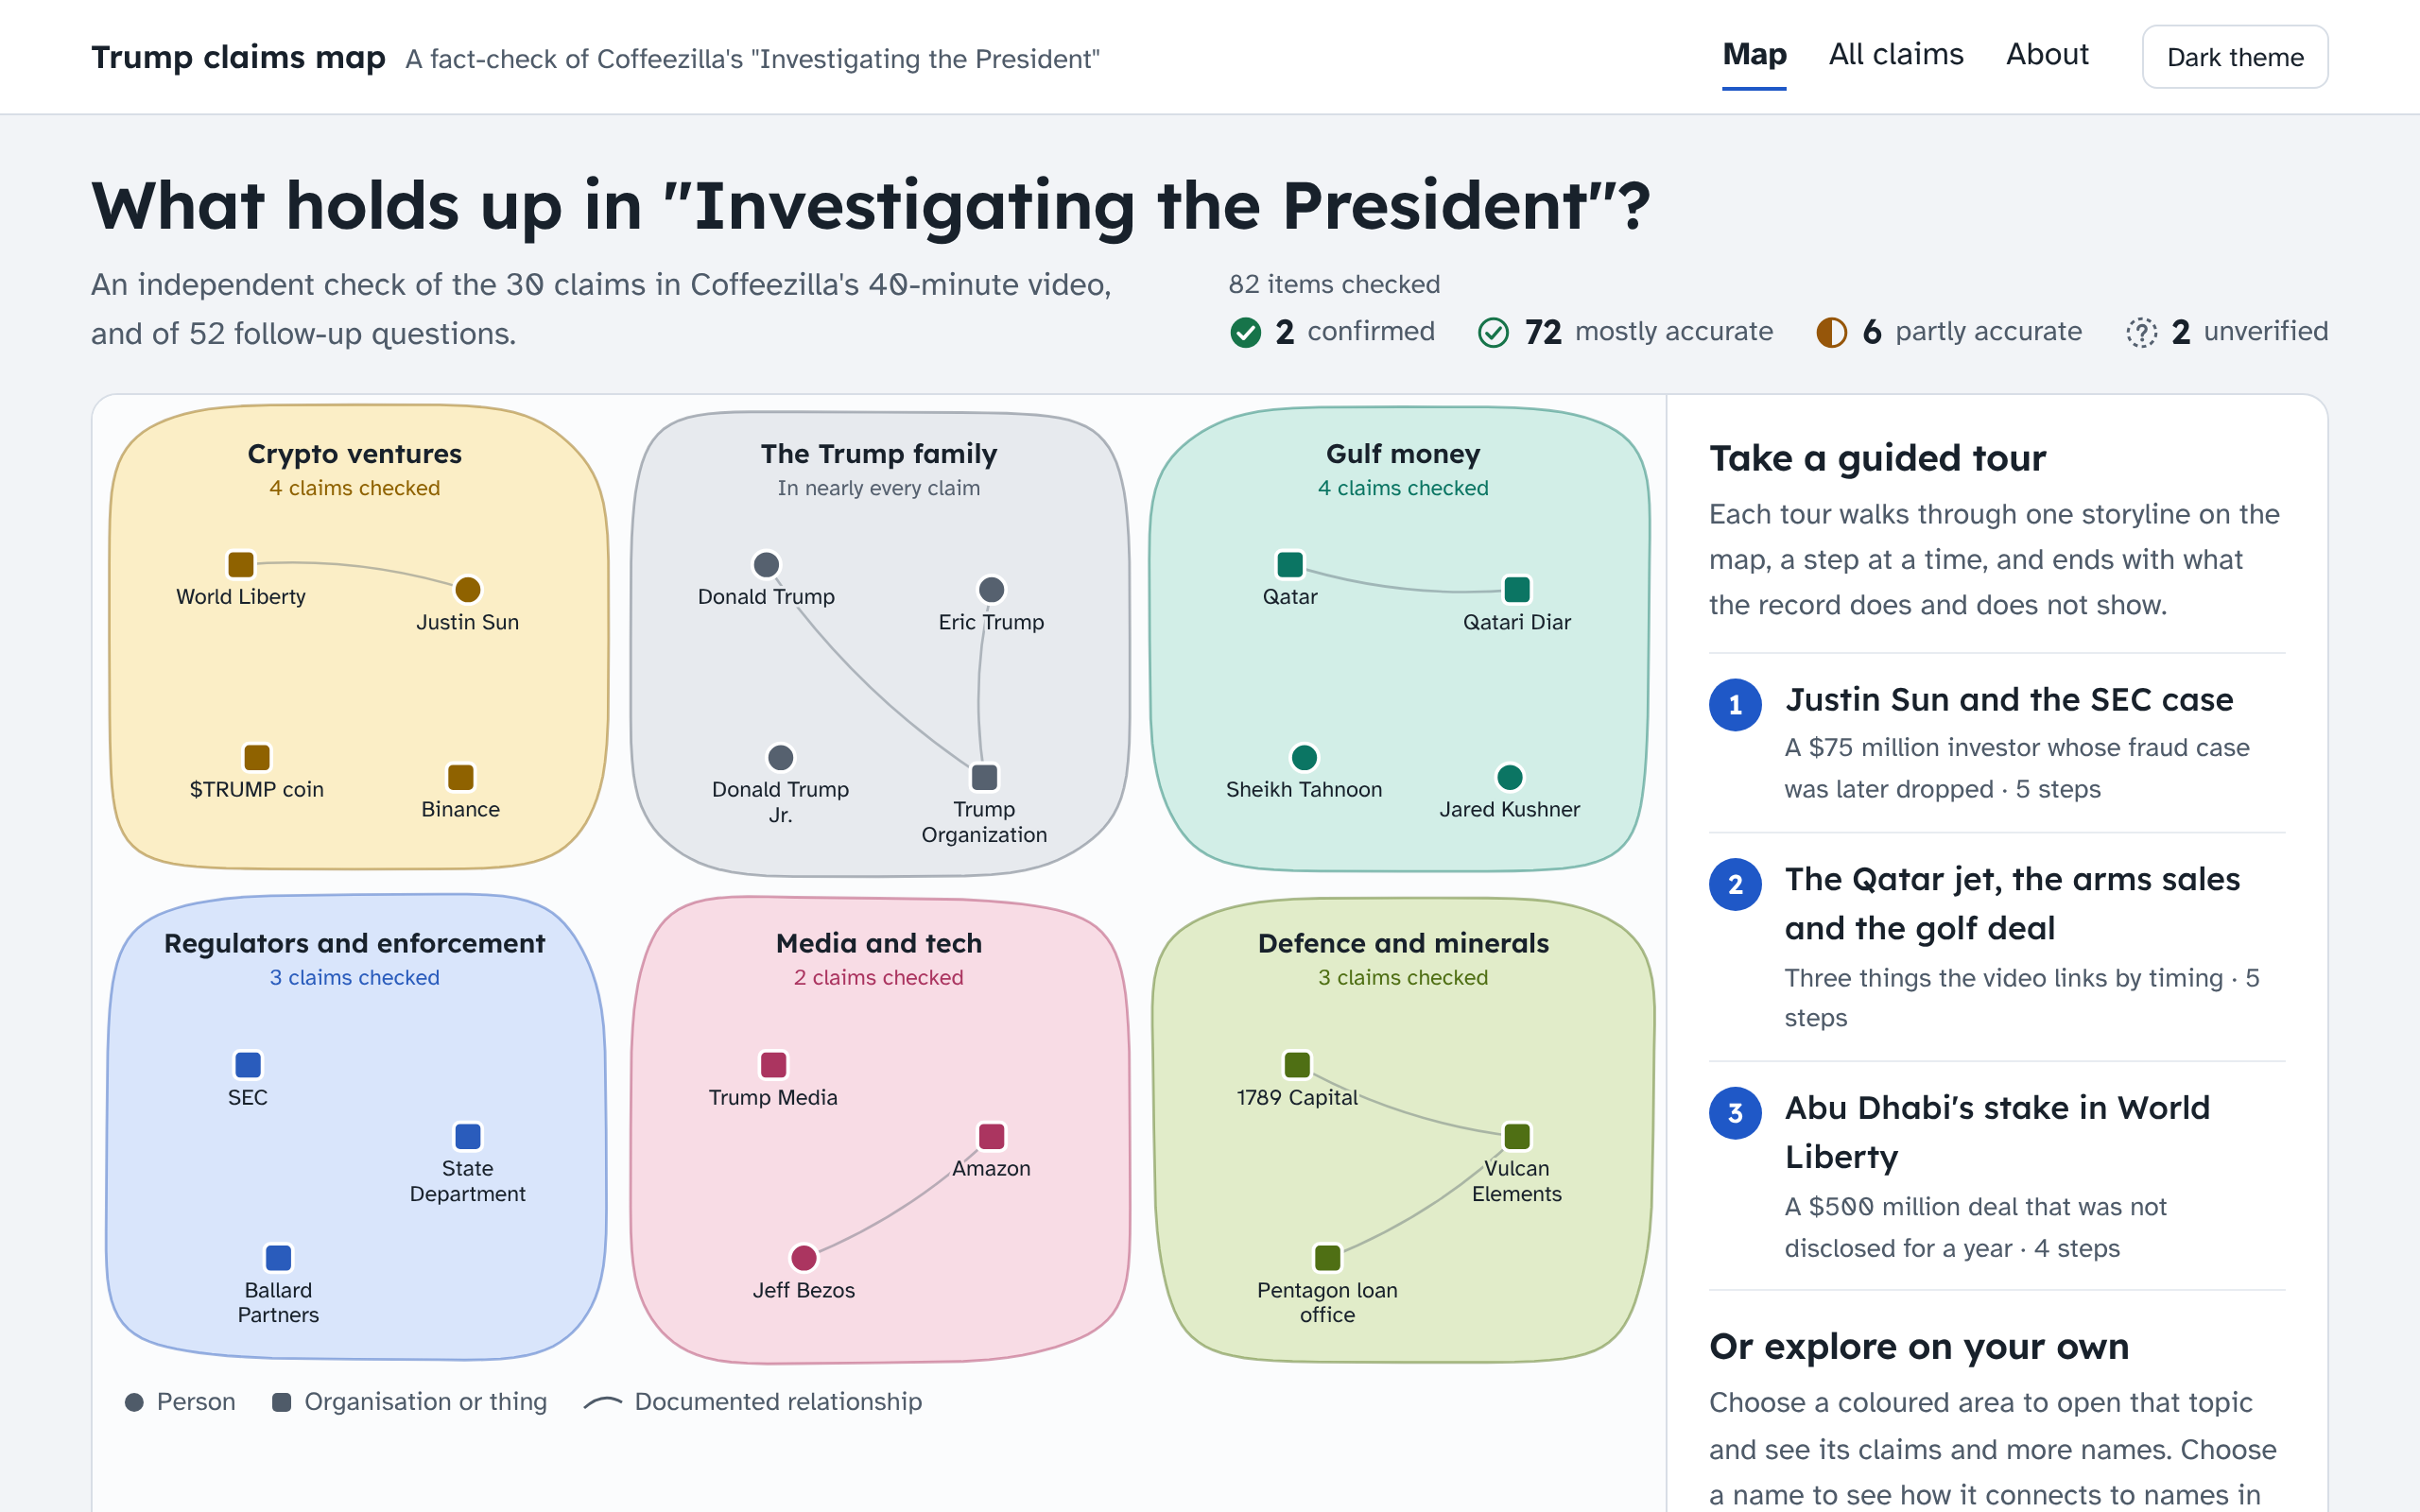 Trump claims map A fact-check of Coffeezilla's "Investigating the President"
Map All claims About Dark theme
What holds up in "Investigating the President"?
An independent check of the 30 claims in Coffeezilla's 40-minute video,
and of 52 follow-up questions.
82 items checked
2 confirmed 72 mostly accurate 6 partly accurate 2 unverified
Crypto ventures
4 claims checked
World Liberty
Justin Sun
$TRUMP coin
Binance
The Trump family
In nearly every claim
Donald Trump
Eric Trump
Donald Trump
Jr.
Trump
Organization
Gulf money
4 claims checked
Qatar
Qatari Diar
Sheikh Tahnoon
Jared Kushner
Regulators and enforcement
3 claims checked
SEC
State
Department
Ballard
Partners
Media and tech
2 claims checked
Trump Media
Amazon
Jeff Bezos
Defence and minerals
3 claims checked
1789 Capital
Vulcan
Elements
Pentagon loan
office
Person Organisation or thing Documented relationship
Take a guided tour
Each tour walks through one storyline on the
map, a step at a time, and ends with what
the record does and does not show.
1 Justin Sun and the SEC case
A $75 million investor whose fraud case
was later dropped · 5 steps
2 The Qatar jet, the arms sales
and the golf deal
Three things the video links by timing · 5
steps
3 Abu Dhabi's stake in World
Liberty
A $500 million deal that was not
disclosed for a year · 4 steps
Or explore on your own
Choose a coloured area to open that topic
and see its claims and more names. Choose
a name to see how it connects to names in